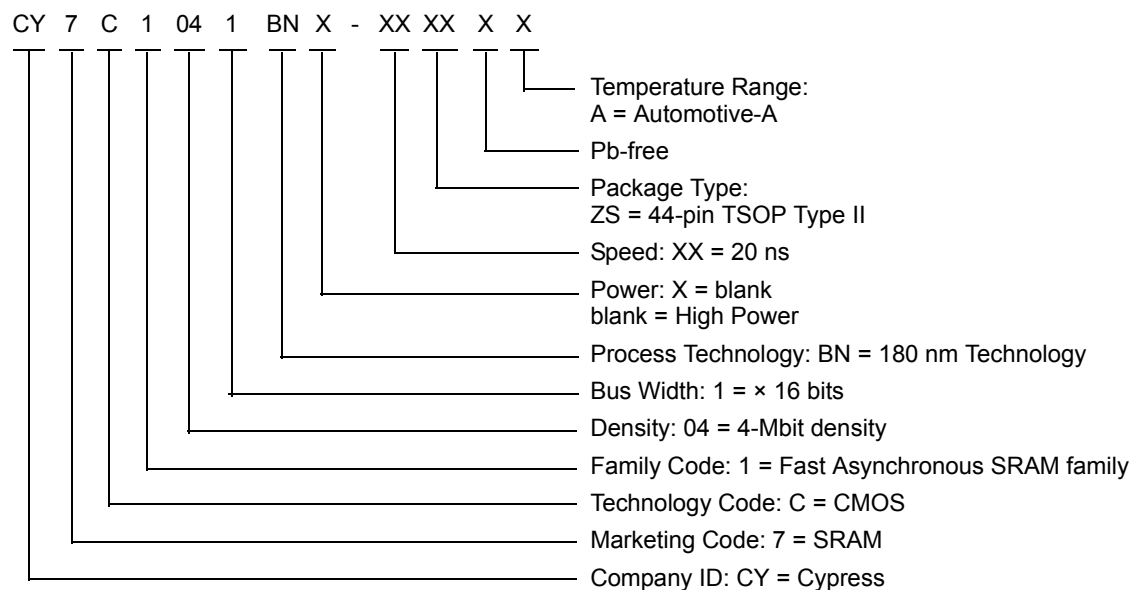 CY 7 C 1 04 1 BN X - XX XX X X
Temperature Range:
A = Automotive-A
Pb-free
Package Type:
ZS = 44-pin TSOP Type II
Speed: XX = 20 ns
Power: X = blank
blank = High Power
Process Technology: BN = 180 nm Technology
Bus Width: 1 = × 16 bits
Density: 04 = 4-Mbit density
Family Code: 1 = Fast Asynchronous SRAM family
Technology Code: C = CMOS
Marketing Code: 7 = SRAM
Company ID: CY = Cypress